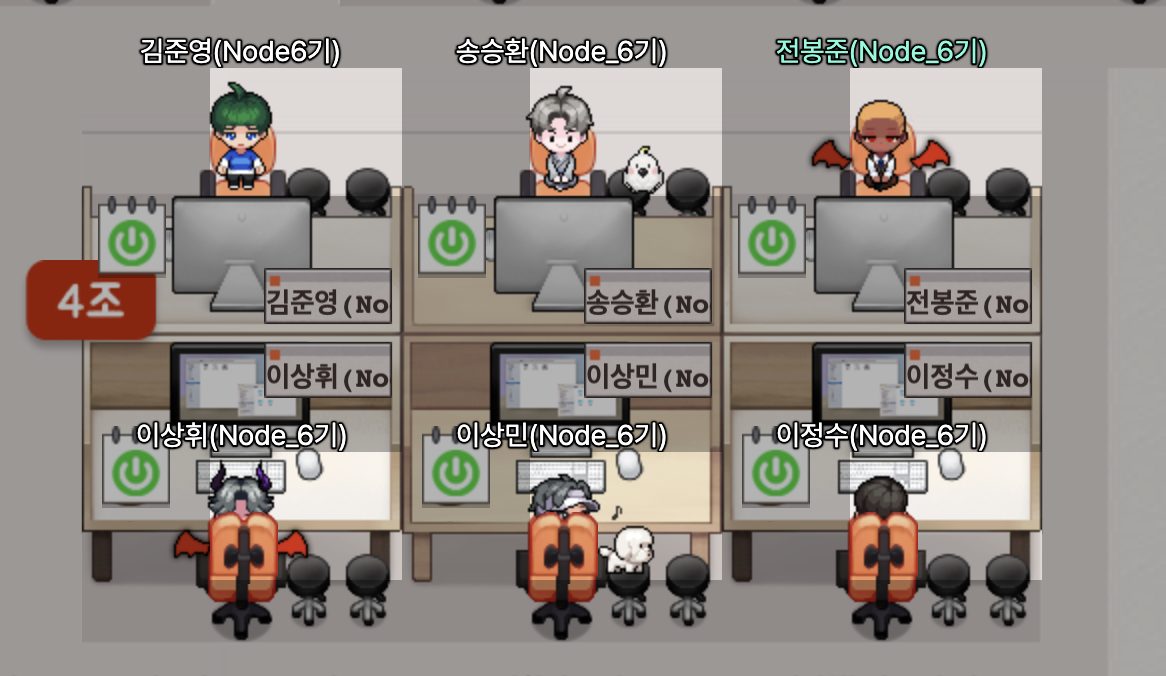 김준영(Node6기)
송승환(Node_6기)
전봉준(Node_6기)
4조
김준영(No
송승환(No
전봉준(No
이상휘(No
이상민(No
이정수(No
이상휘(Node_6기)
이상민(Node_6기)
이정수(Node_6기)